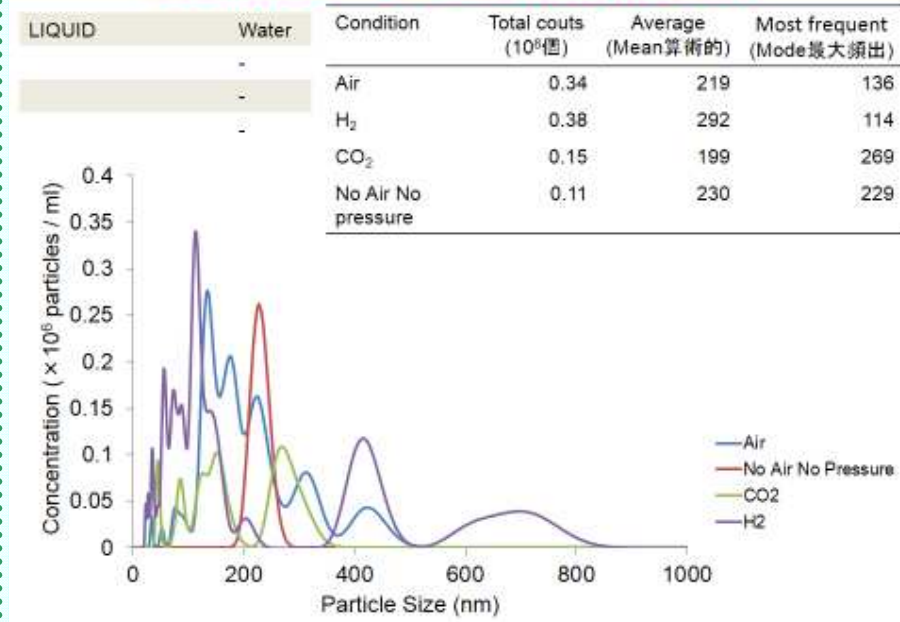 LIQUID Water
-
-
-
Condition Total couts Average Most frequent
(10⁸個) (Mean算術的) (Mode最大頻出)
Air 0.34 219 136
H₂ 0.38 292 114
CO₂ 0.15 199 269
No Air No 0.11 230 229
pressure
Concentration ( × 10⁶ particles / ml)
0.4
0.35
0.3
0.25
0.2
0.15
0.1
0.05
0
0 200 400 600 800 1000
Particle Size (nm)
Air
No Air No Pressure
CO2
H2